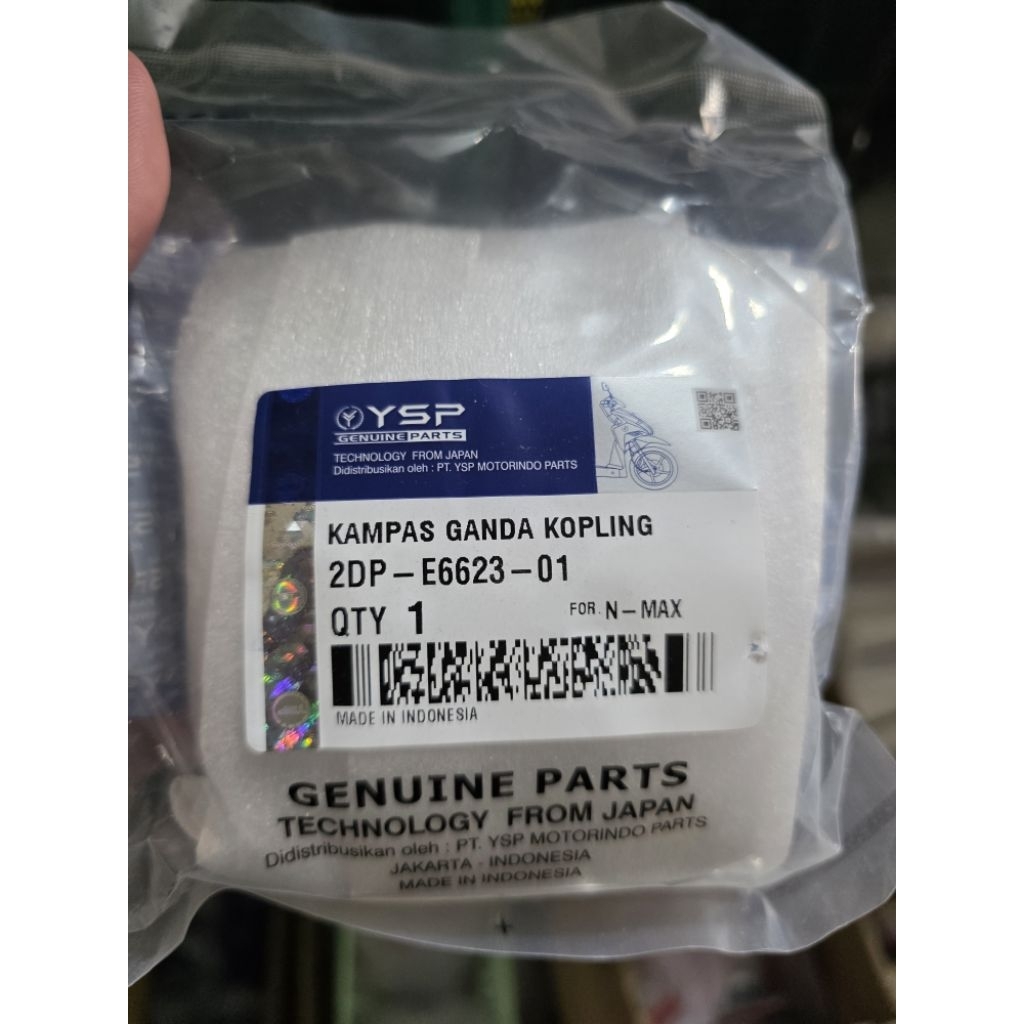 YSP
GENUINE PARTS
TECHNOLOGY FROM JAPAN
Didistribusikan oleh : PT. YSP MOTORINDO PARTS
KAMPAS GANDA KOPLING
2DP-E6623-01
QTY 1 FOR. N-MAX
MADE IN INDONESIA
GENUINE PARTS
TECHNOLOGY FROM JAPAN
Didistribusikan oleh : PT. YSP MOTORINDO PARTS
JAKARTA - INDONESIA
MADE IN INDONESIA